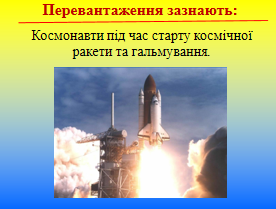 Перевантаження зазнають:
Космонавти під час старту космічної
ракети та гальмування.